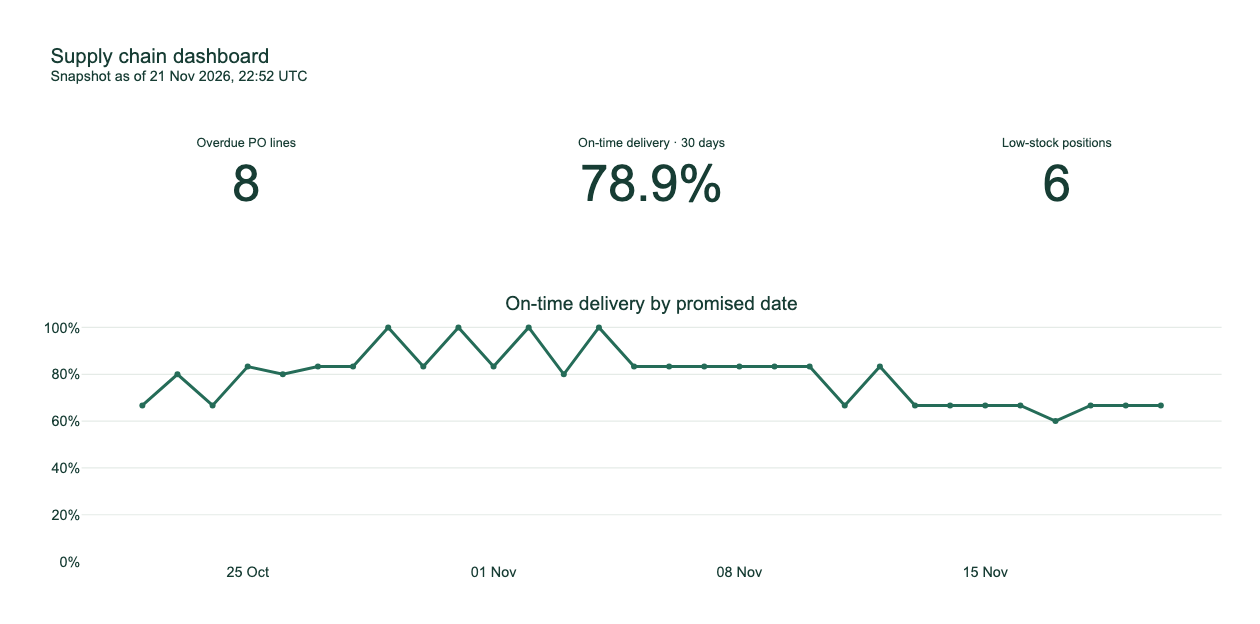 Supply chain dashboard
Snapshot as of 21 Nov 2026, 22:52 UTC
Overdue PO lines
8
On-time delivery · 30 days
78.9%
Low-stock positions
6
On-time delivery by promised date
100%
80%
60%
40%
20%
0%
25 Oct
01 Nov
08 Nov
15 Nov